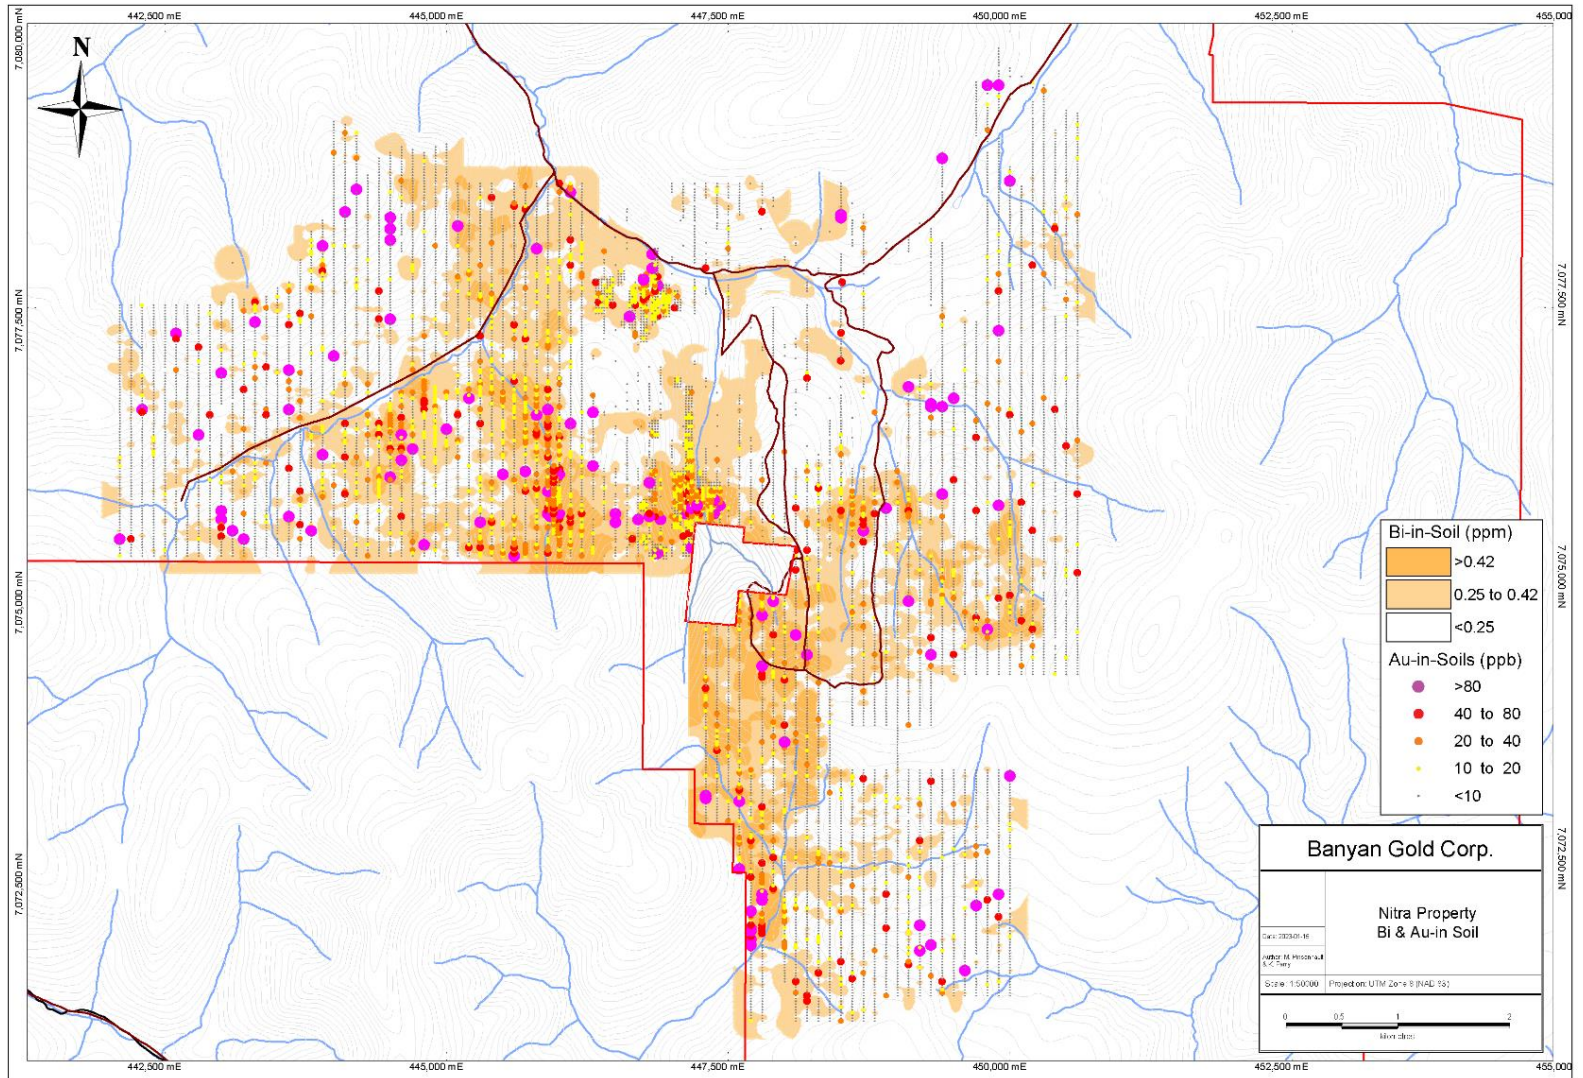 442,500 mE
445,000 mE
447,500 mE
450,000 mE
452,500 mE
455,000
7,080,000 mN
N
7,077,500 mN
7,077,500 mN
7,075,000 mN
7,075,000 mN
7,072,500 mN
7,072,500 mN
Bi-in-Soil (ppm)
>0.42
0.25 to 0.42
<0.25
Au-in-Soils (ppb)
>80
40 to 80
20 to 40
10 to 20
<10
Banyan Gold Corp.
Nitra Property
Bi & Au-in Soil
Date:
Author: M.
Scale: 1:50000
Projection: UTM Zone 8 (NAD 83)
0 0.5 1 2
kilometres
442,500 mE
445,000 mE
447,500 mE
450,000 mE
452,500 mE
455,000 mE